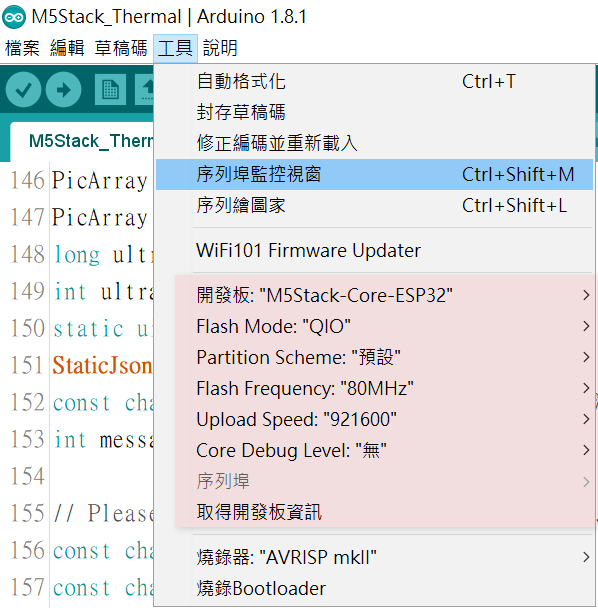 M5Stack_Thermal | Arduino 1.8.1
檔案 編輯 草稿碼 工具 說明
自動格式化 Ctrl+T
封存草稿碼
M5Stack_Therr
修正編碼並重新載入
146 PicArray
序列埠監控視窗 Ctrl+Shift+M
147 PicArray
序列繪圖家 Ctrl+Shift+L
148 long ultr
WiFi101 Firmware Updater
149 int ultra
開發板: "M5Stack-Core-ESP32"
150 static u
Flash Mode: "QIO"
151 StaticJson
Partition Scheme: "預設"
152 const cha
Flash Frequency: "80MHz"
Upload Speed: "921600"
153 int messa
Core Debug Level: "無"
154
序列埠
155 // Please
取得開發板資訊
156 const cha
燒錄器: "AVRISP mkII"
157 const cha
燒錄Bootloader